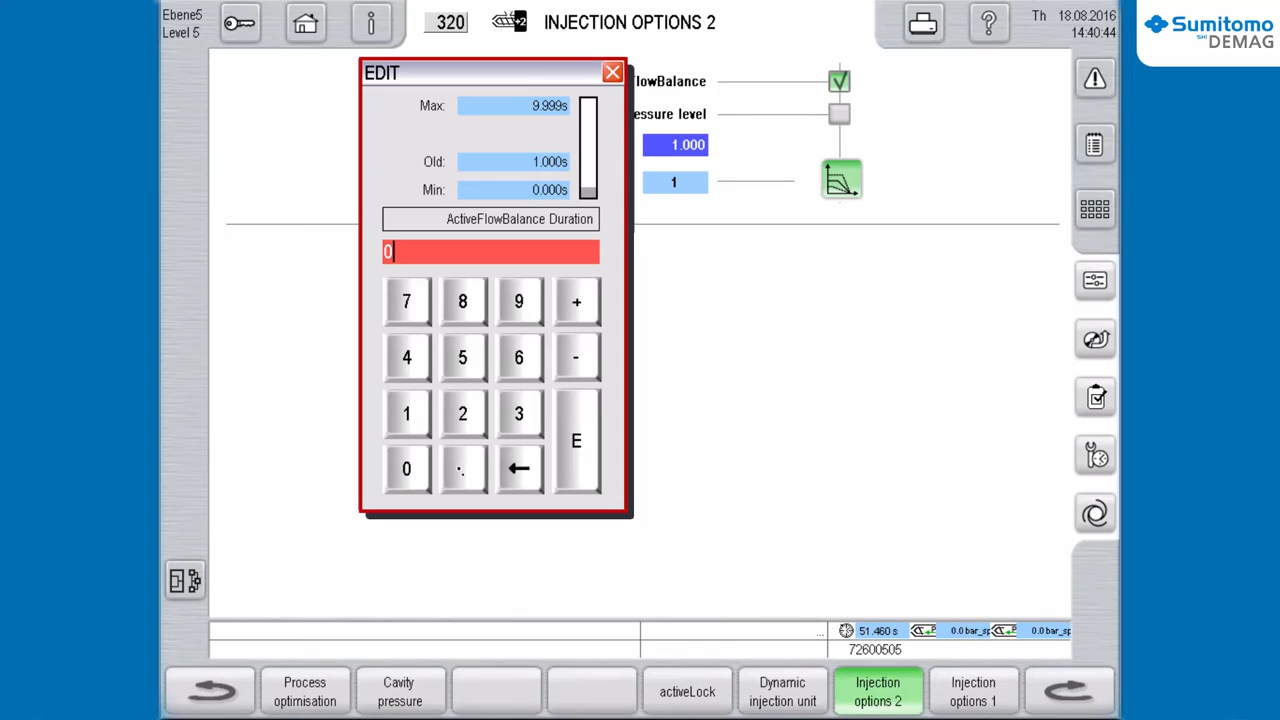 Ebene5
Level 5
320
INJECTION OPTIONS 2
Th 18.08.2016
14:40:44
Sumitomo
SHI DEMAG
EDIT
Max: 9.999s
Old: 1.000s
Min: 0.000s
ActiveFlowBalance Duration
0
7 8 9 +
4 5 6 -
1 2 3
E
0 .
lowBalance
essure level
1.000
1
... 51.460 s 0.0 bar_sp 0.0 bar_sp
72600505
Process
optimisation
Cavity
pressure
activeLock
Dynamic
injection unit
Injection
options 2
Injection
options 1